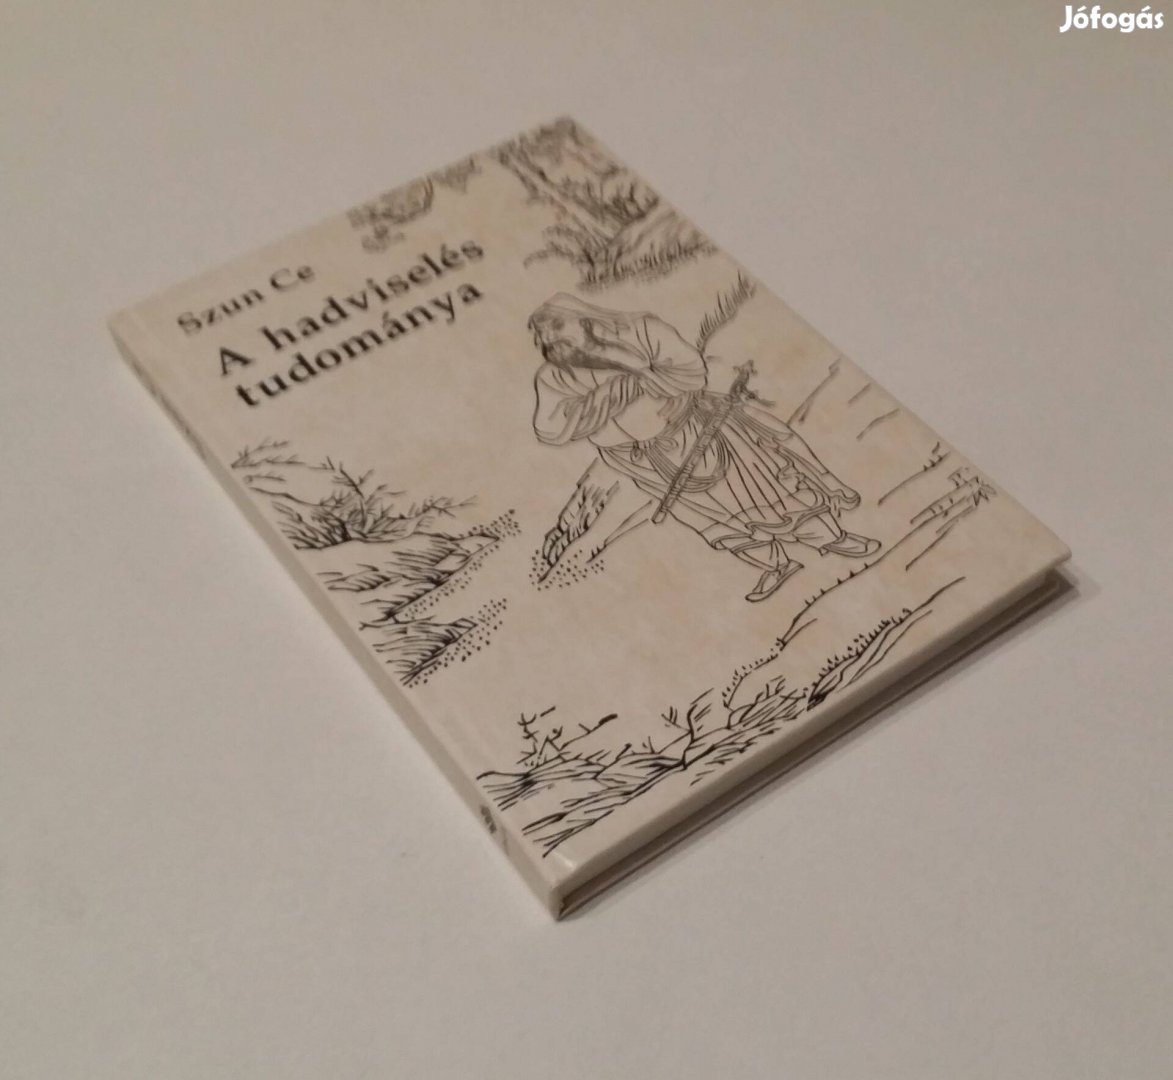 Jófogás
Szun Ce
A hadviselés
tudománya